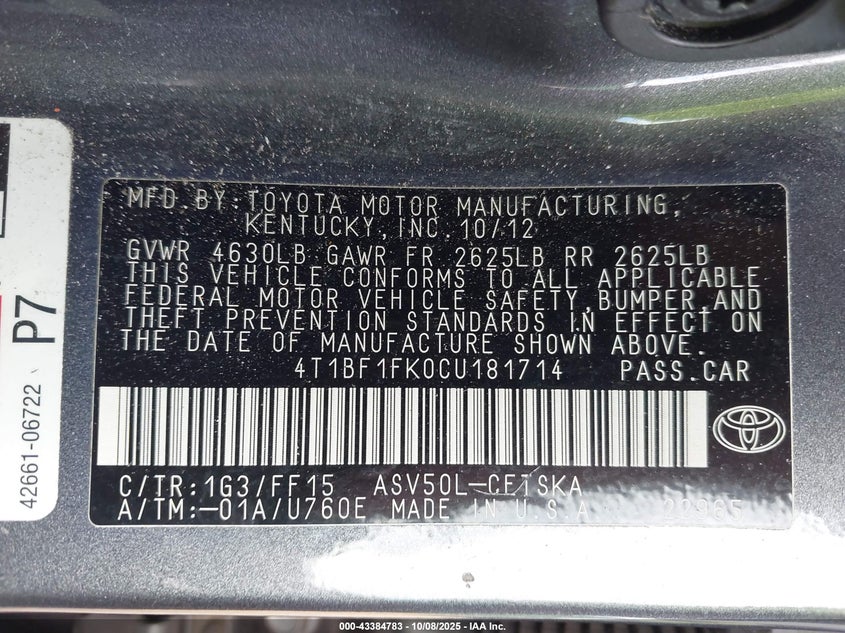 MFD.BY:TOYOTA MOTOR MANUFACTURING,
KENTUCKY,INC.10/12
GVWR 4630LB GAWR FR 2625LB RR 2625LB
THIS VEHICLE CONFORMS TO ALL APPLICABLE
FEDERAL MOTOR VEHICLE SAFETY,BUMPER,AND
THEFT PREVENTION STANDARDS IN EFFECT ON
THE DATE OF MANUFACTURE SHOWN ABOVE.
4T1BF1FK0CU181714 PASS.CAR
C/TR:1G3/FF15 ASV50L-CETSKA
A/TM:-01A/U760E MADE IN U.S.A 22965
P7
42661-06722
000-43384783 - 10/08/2025 - IAA Inc.